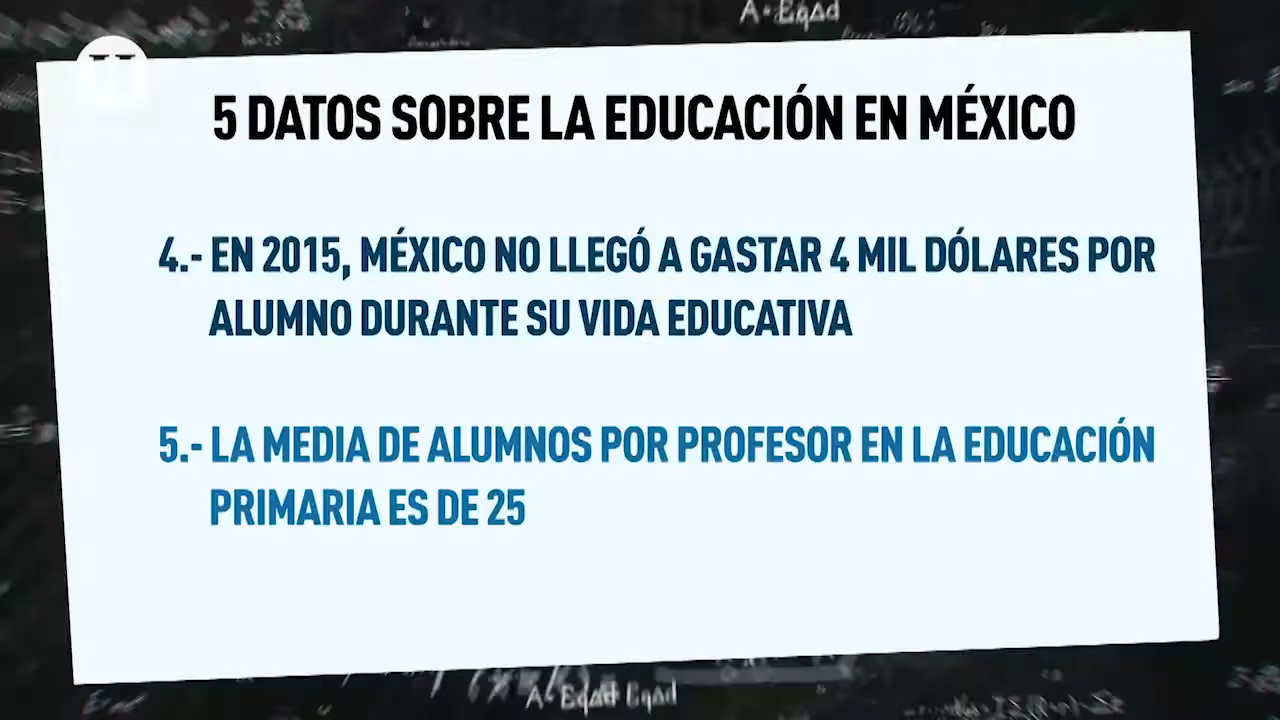 A = Eqad
W
5 DATOS SOBRE LA EDUCACIÓN EN MÉXICO
4.- EN 2015, MÉXICO NO LLEGÓ A GASTAR 4 MIL DÓLARES POR
ALUMNO DURANTE SU VIDA EDUCATIVA
5.- LA MEDIA DE ALUMNOS POR PROFESOR EN LA EDUCACIÓN
PRIMARIA ES DE 25